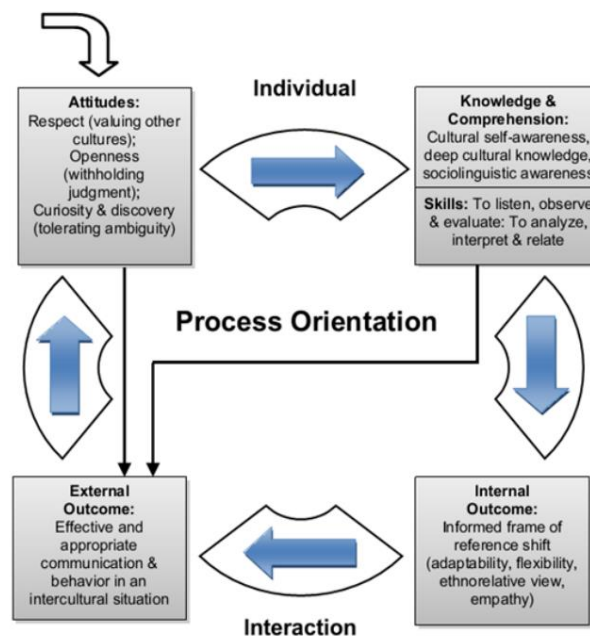 Individual
Attitudes:
Respect (valuing other
cultures);
Openness
(withholding
judgment);
Curiosity & discovery
(tolerating ambiguity)
Knowledge &
Comprehension:
Cultural self-awareness,
deep cultural knowledge,
sociolinguistic awareness
Skills: To listen, observe
& evaluate: To analyze,
interpret & relate
Process Orientation
External
Outcome:
Effective and
appropriate
communication &
behavior in an
intercultural situation
Internal
Outcome:
Informed frame of
reference shift
(adaptability, flexibility,
ethnorelative view,
empathy)
Interaction